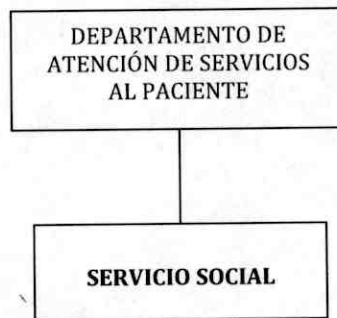 DEPARTAMENTO DE
ATENCIÓN DE SERVICIOS
AL PACIENTE
SERVICIO SOCIAL